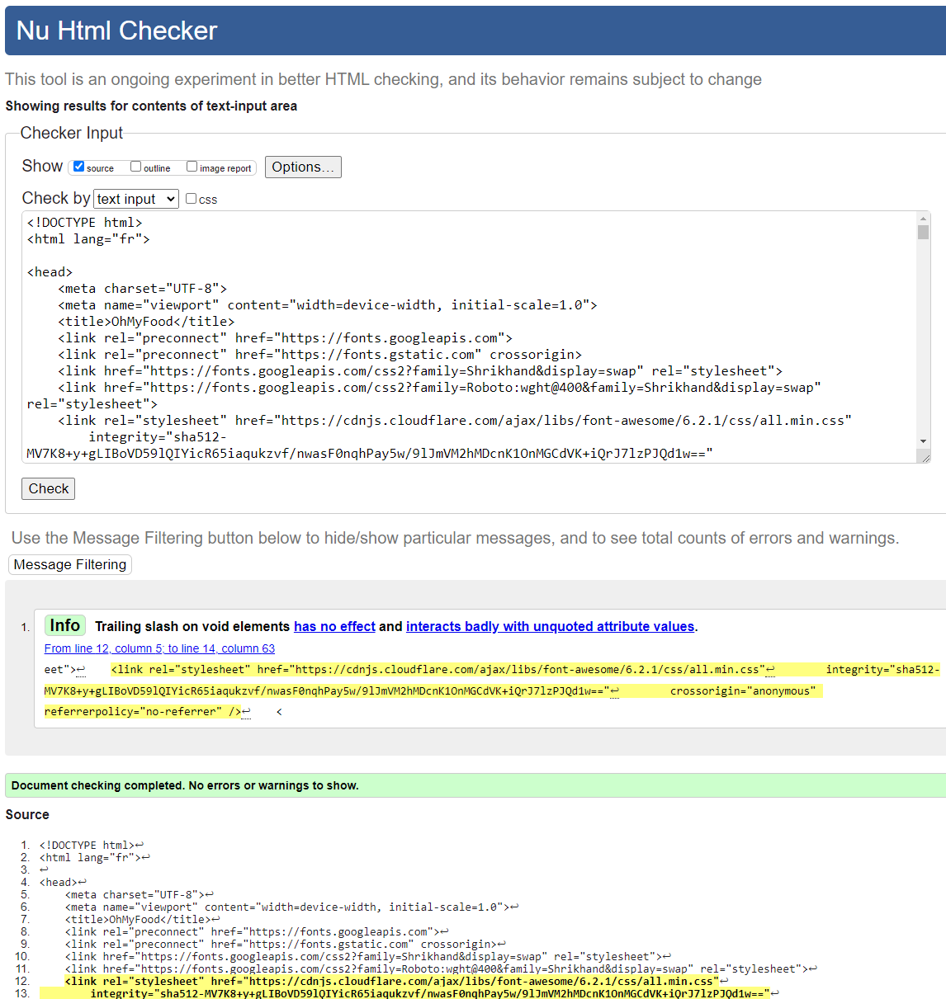 Nu Html Checker
This tool is an ongoing experiment in better HTML checking, and its behavior remains subject to change
Showing results for contents of text-input area
Checker Input
Show source outline image report Options...
Check by text input css
<!DOCTYPE html>
<html lang="fr">
<head>
<meta charset="UTF-8">
<meta name="viewport" content="width=device-width, initial-scale=1.0">
<title>OhMyFood</title>
<link rel="preconnect" href="https://fonts.googleapis.com">
<link rel="preconnect" href="https://fonts.gstatic.com" crossorigin>
<link href="https://fonts.googleapis.com/css2?family=Shrikhand&display=swap" rel="stylesheet">
<link href="https://fonts.googleapis.com/css2?family=Roboto:wght@400&family=Shrikhand&display=swap"
rel="stylesheet">
<link rel="stylesheet" href="https://cdnjs.cloudflare.com/ajax/libs/font-awesome/6.2.1/css/all.min.css"
integrity="sha512-
MV7K8+y+gLIBoVD59lQIYicR65iaqukzvf/nwasF0nqhPay5w/9lJmVM2hMDcnK1OnMGCdVK+iQrJ7lzPJQd1w=="
Check
Use the Message Filtering button below to hide/show particular messages, and to see total counts of errors and warnings.
Message Filtering
1. Info Trailing slash on void elements has no effect and interacts badly with unquoted attribute values.
From line 12, column 5; to line 14, column 63
eet">↩ <link rel="stylesheet" href="https://cdnjs.cloudflare.com/ajax/libs/font-awesome/6.2.1/css/all.min.css"↩ integrity="sha512-
MV7K8+y+gLIBoVD59lQIYicR65iaqukzvf/nwasF0nqhPay5w/9lJmVM2hMDcnK1OnMGCdVK+iQrJ7lzPJQd1w=="↩ crossorigin="anonymous"
referrerpolicy="no-referrer" />↩ <
Document checking completed. No errors or warnings to show.
Source
1. <!DOCTYPE html>↩
2. <html lang="fr">↩
3. ↩
4. <head>↩
5. <meta charset="UTF-8">↩
6. <meta name="viewport" content="width=device-width, initial-scale=1.0">↩
7. <title>OhMyFood</title>↩
8. <link rel="preconnect" href="https://fonts.googleapis.com">↩
9. <link rel="preconnect" href="https://fonts.gstatic.com" crossorigin>↩
10. <link href="https://fonts.googleapis.com/css2?family=Shrikhand&display=swap" rel="stylesheet">↩
11. <link href="https://fonts.googleapis.com/css2?family=Roboto:wght@400&family=Shrikhand&display=swap" rel="stylesheet">↩
12. <link rel="stylesheet" href="https://cdnjs.cloudflare.com/ajax/libs/font-awesome/6.2.1/css/all.min.css"↩
13. integrity="sha512-MV7K8+y+gLIBoVD59lQIYicR65iaqukzvf/nwasF0nqhPay5w/9lJmVM2hMDcnK1OnMGCdVK+iQrJ7lzPJQd1w=="↩